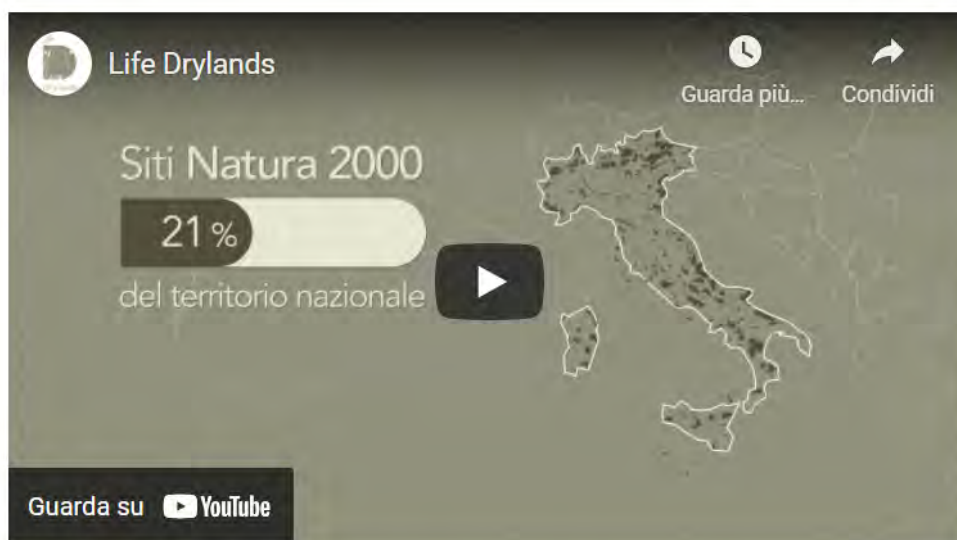 Life Drylands
Guarda più...
Condividi
Siti Natura 2000
21 %
del territorio nazionale
Guarda su YouTube